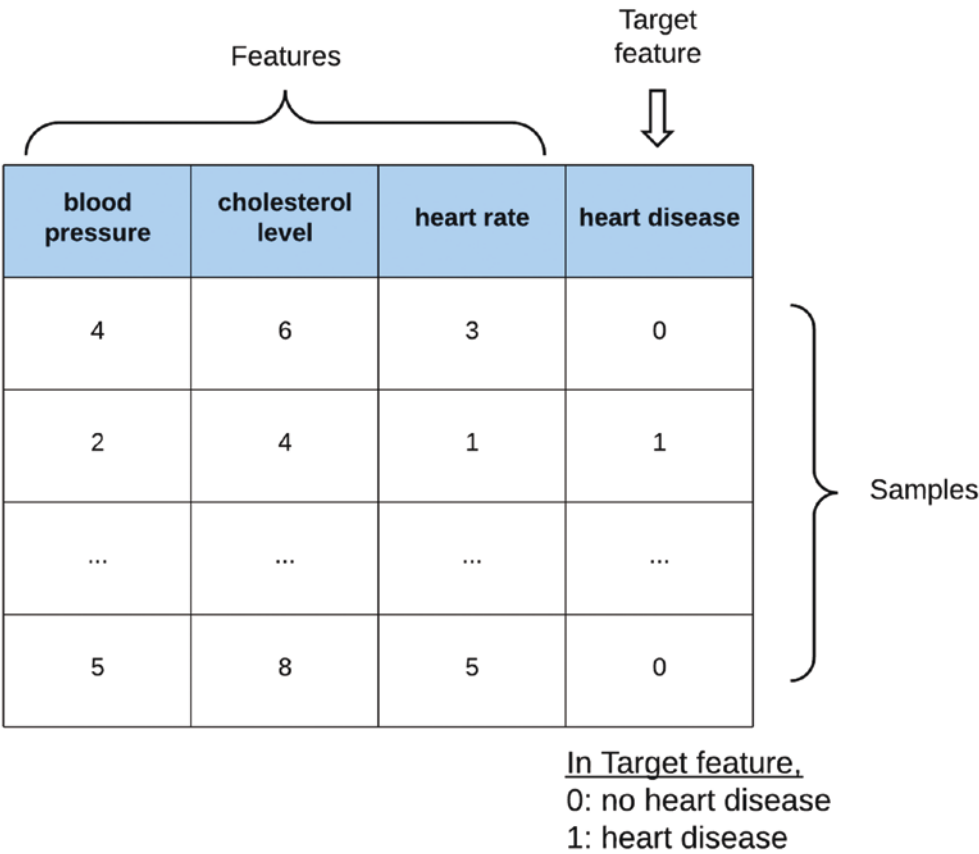 Features
Target
feature
blood
pressure
cholesterol
level
heart rate
heart disease
4 6 3 0
2 4 1 1
... ... ... ...
5 8 5 0
Samples
In Target feature,
0: no heart disease
1: heart disease